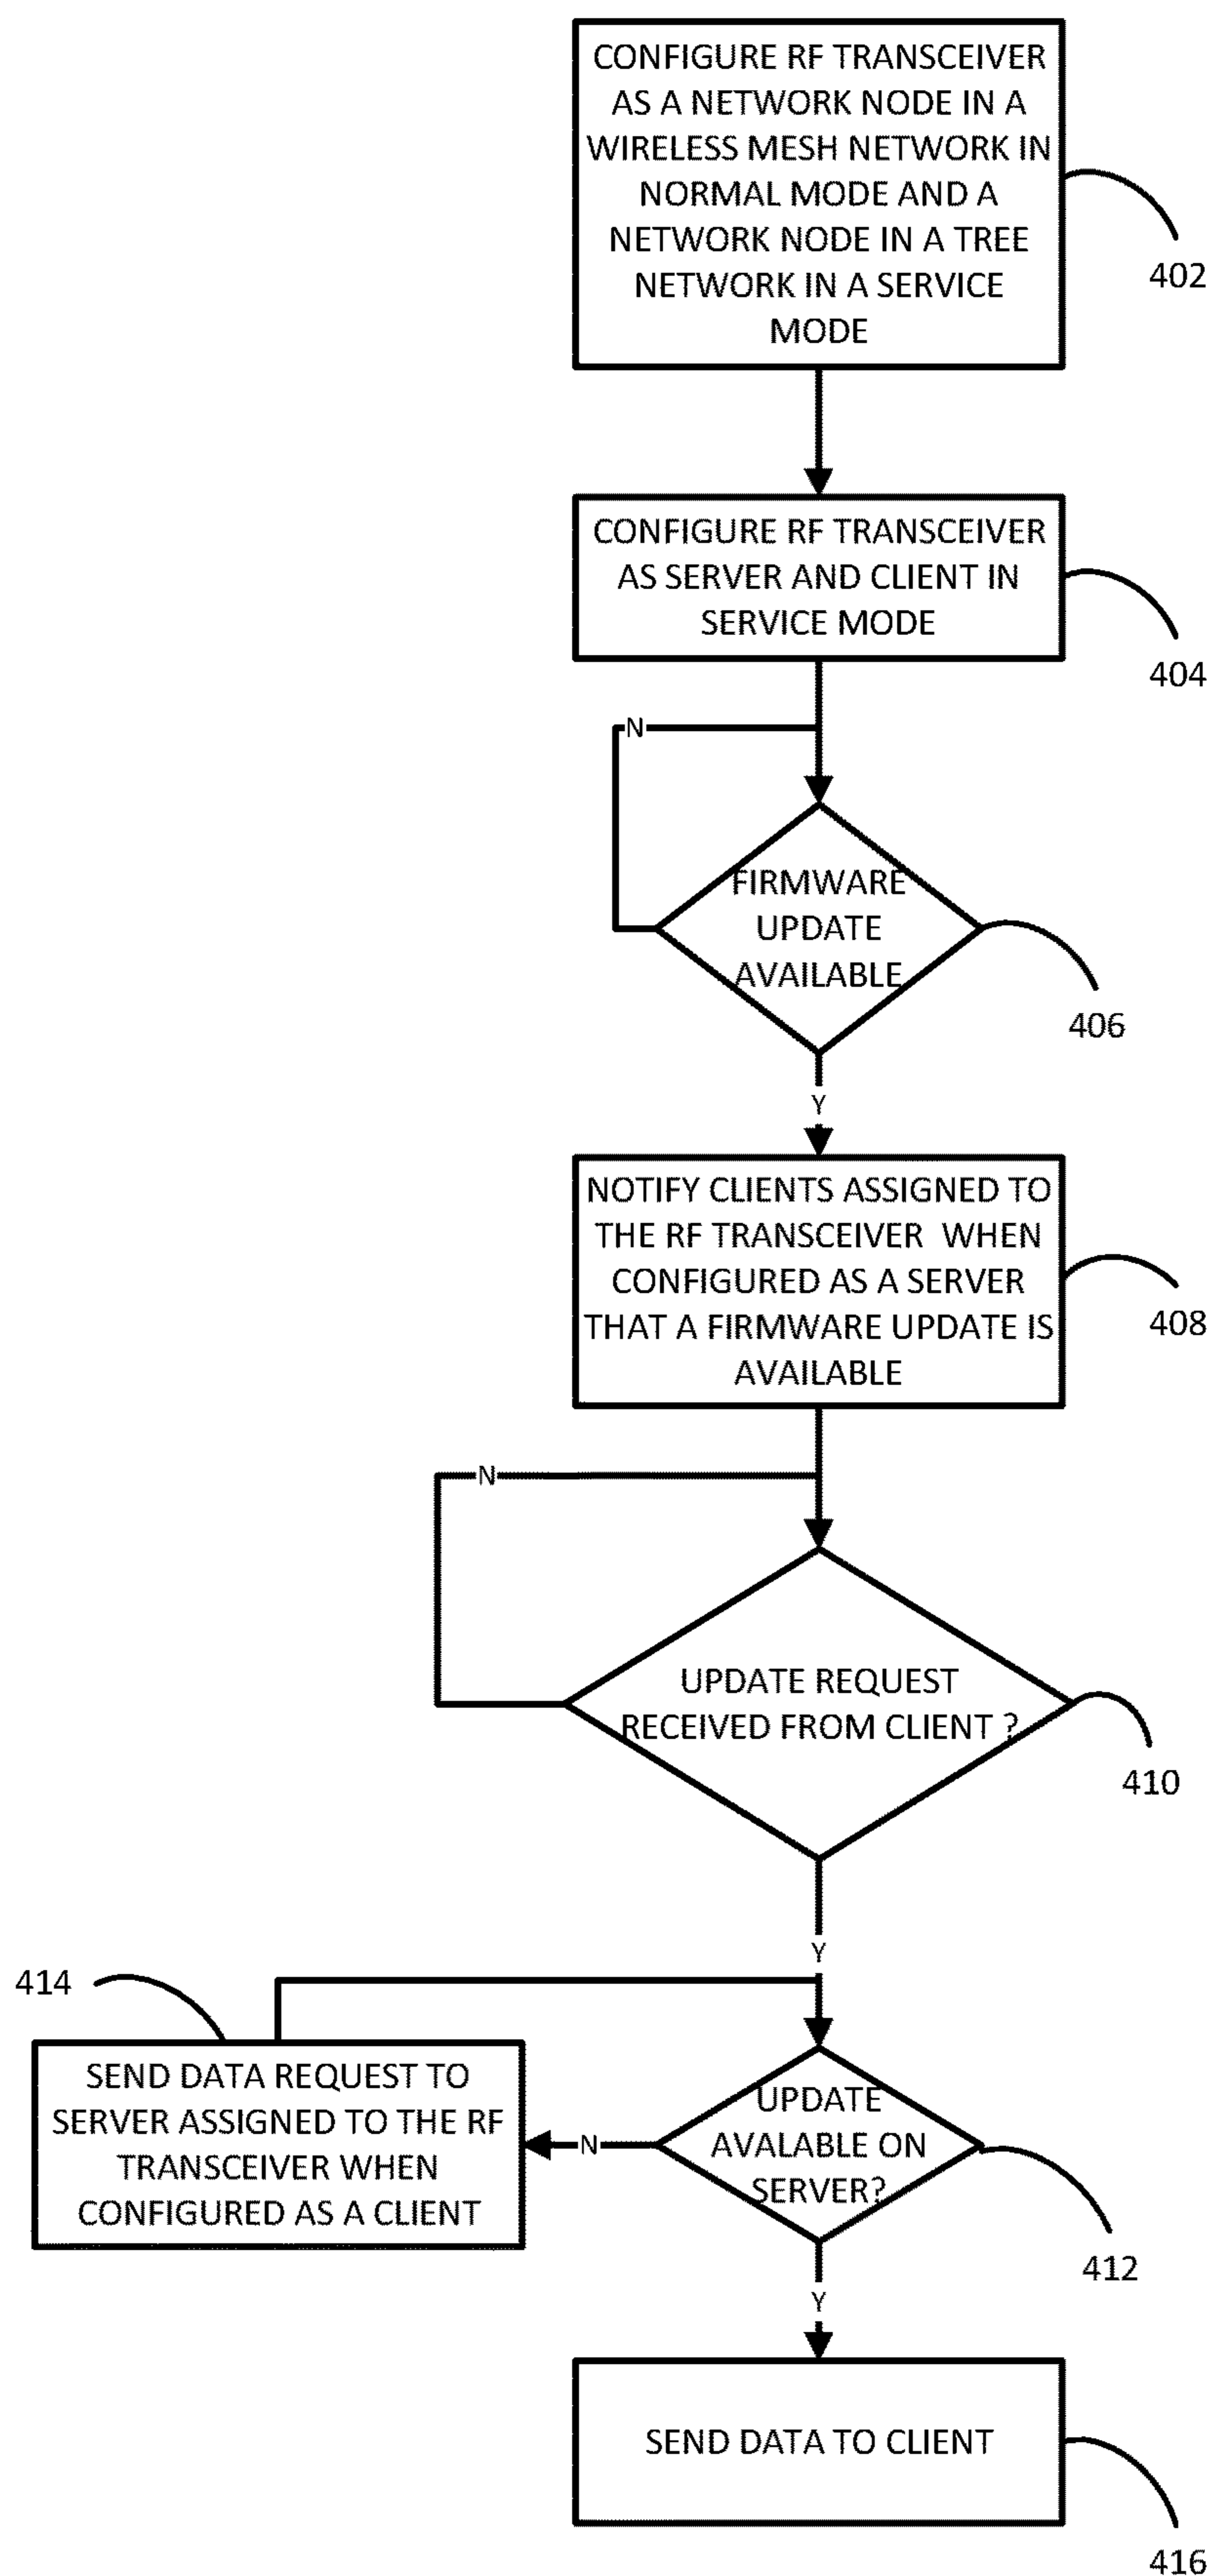 CONFIGURE RF TRANSCEIVER
AS A NETWORK NODE IN A
WIRELESS MESH NETWORK IN
NORMAL MODE AND A
NETWORK NODE IN A TREE
NETWORK IN A SERVICE
MODE
402
CONFIGURE RF TRANSCEIVER
AS SERVER AND CLIENT IN
SERVICE MODE
404
N
FIRMWARE
UPDATE
AVAILABLE
406
Y
NOTIFY CLIENTS ASSIGNED TO
THE RF TRANSCEIVER WHEN
CONFIGURED AS A SERVER
THAT A FIRMWARE UPDATE IS
AVAILABLE
408
N
UPDATE REQUEST
RECEIVED FROM CLIENT ?
410
Y
414
SEND DATA REQUEST TO
SERVER ASSIGNED TO THE RF
TRANSCEIVER WHEN
CONFIGURED AS A CLIENT
N
UPDATE
AVALABLE ON
SERVER?
412
Y
SEND DATA TO CLIENT
416